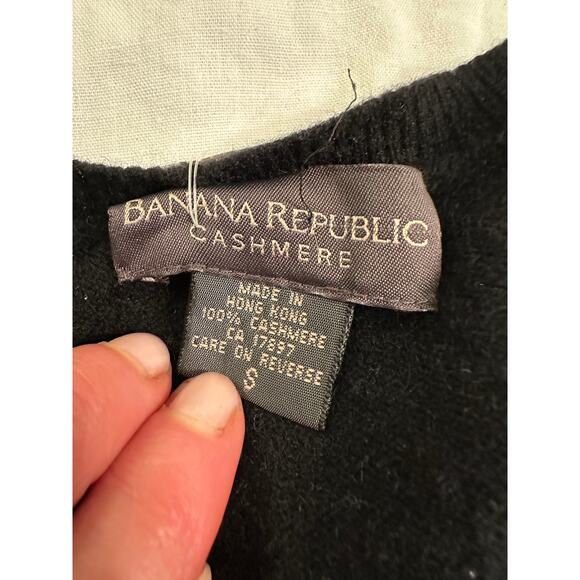 BANANA REPUBLIC
CASHMERE
MADE IN
HONG KONG
100% CASHMERE
CA 17897
CARE ON REVERSE
S